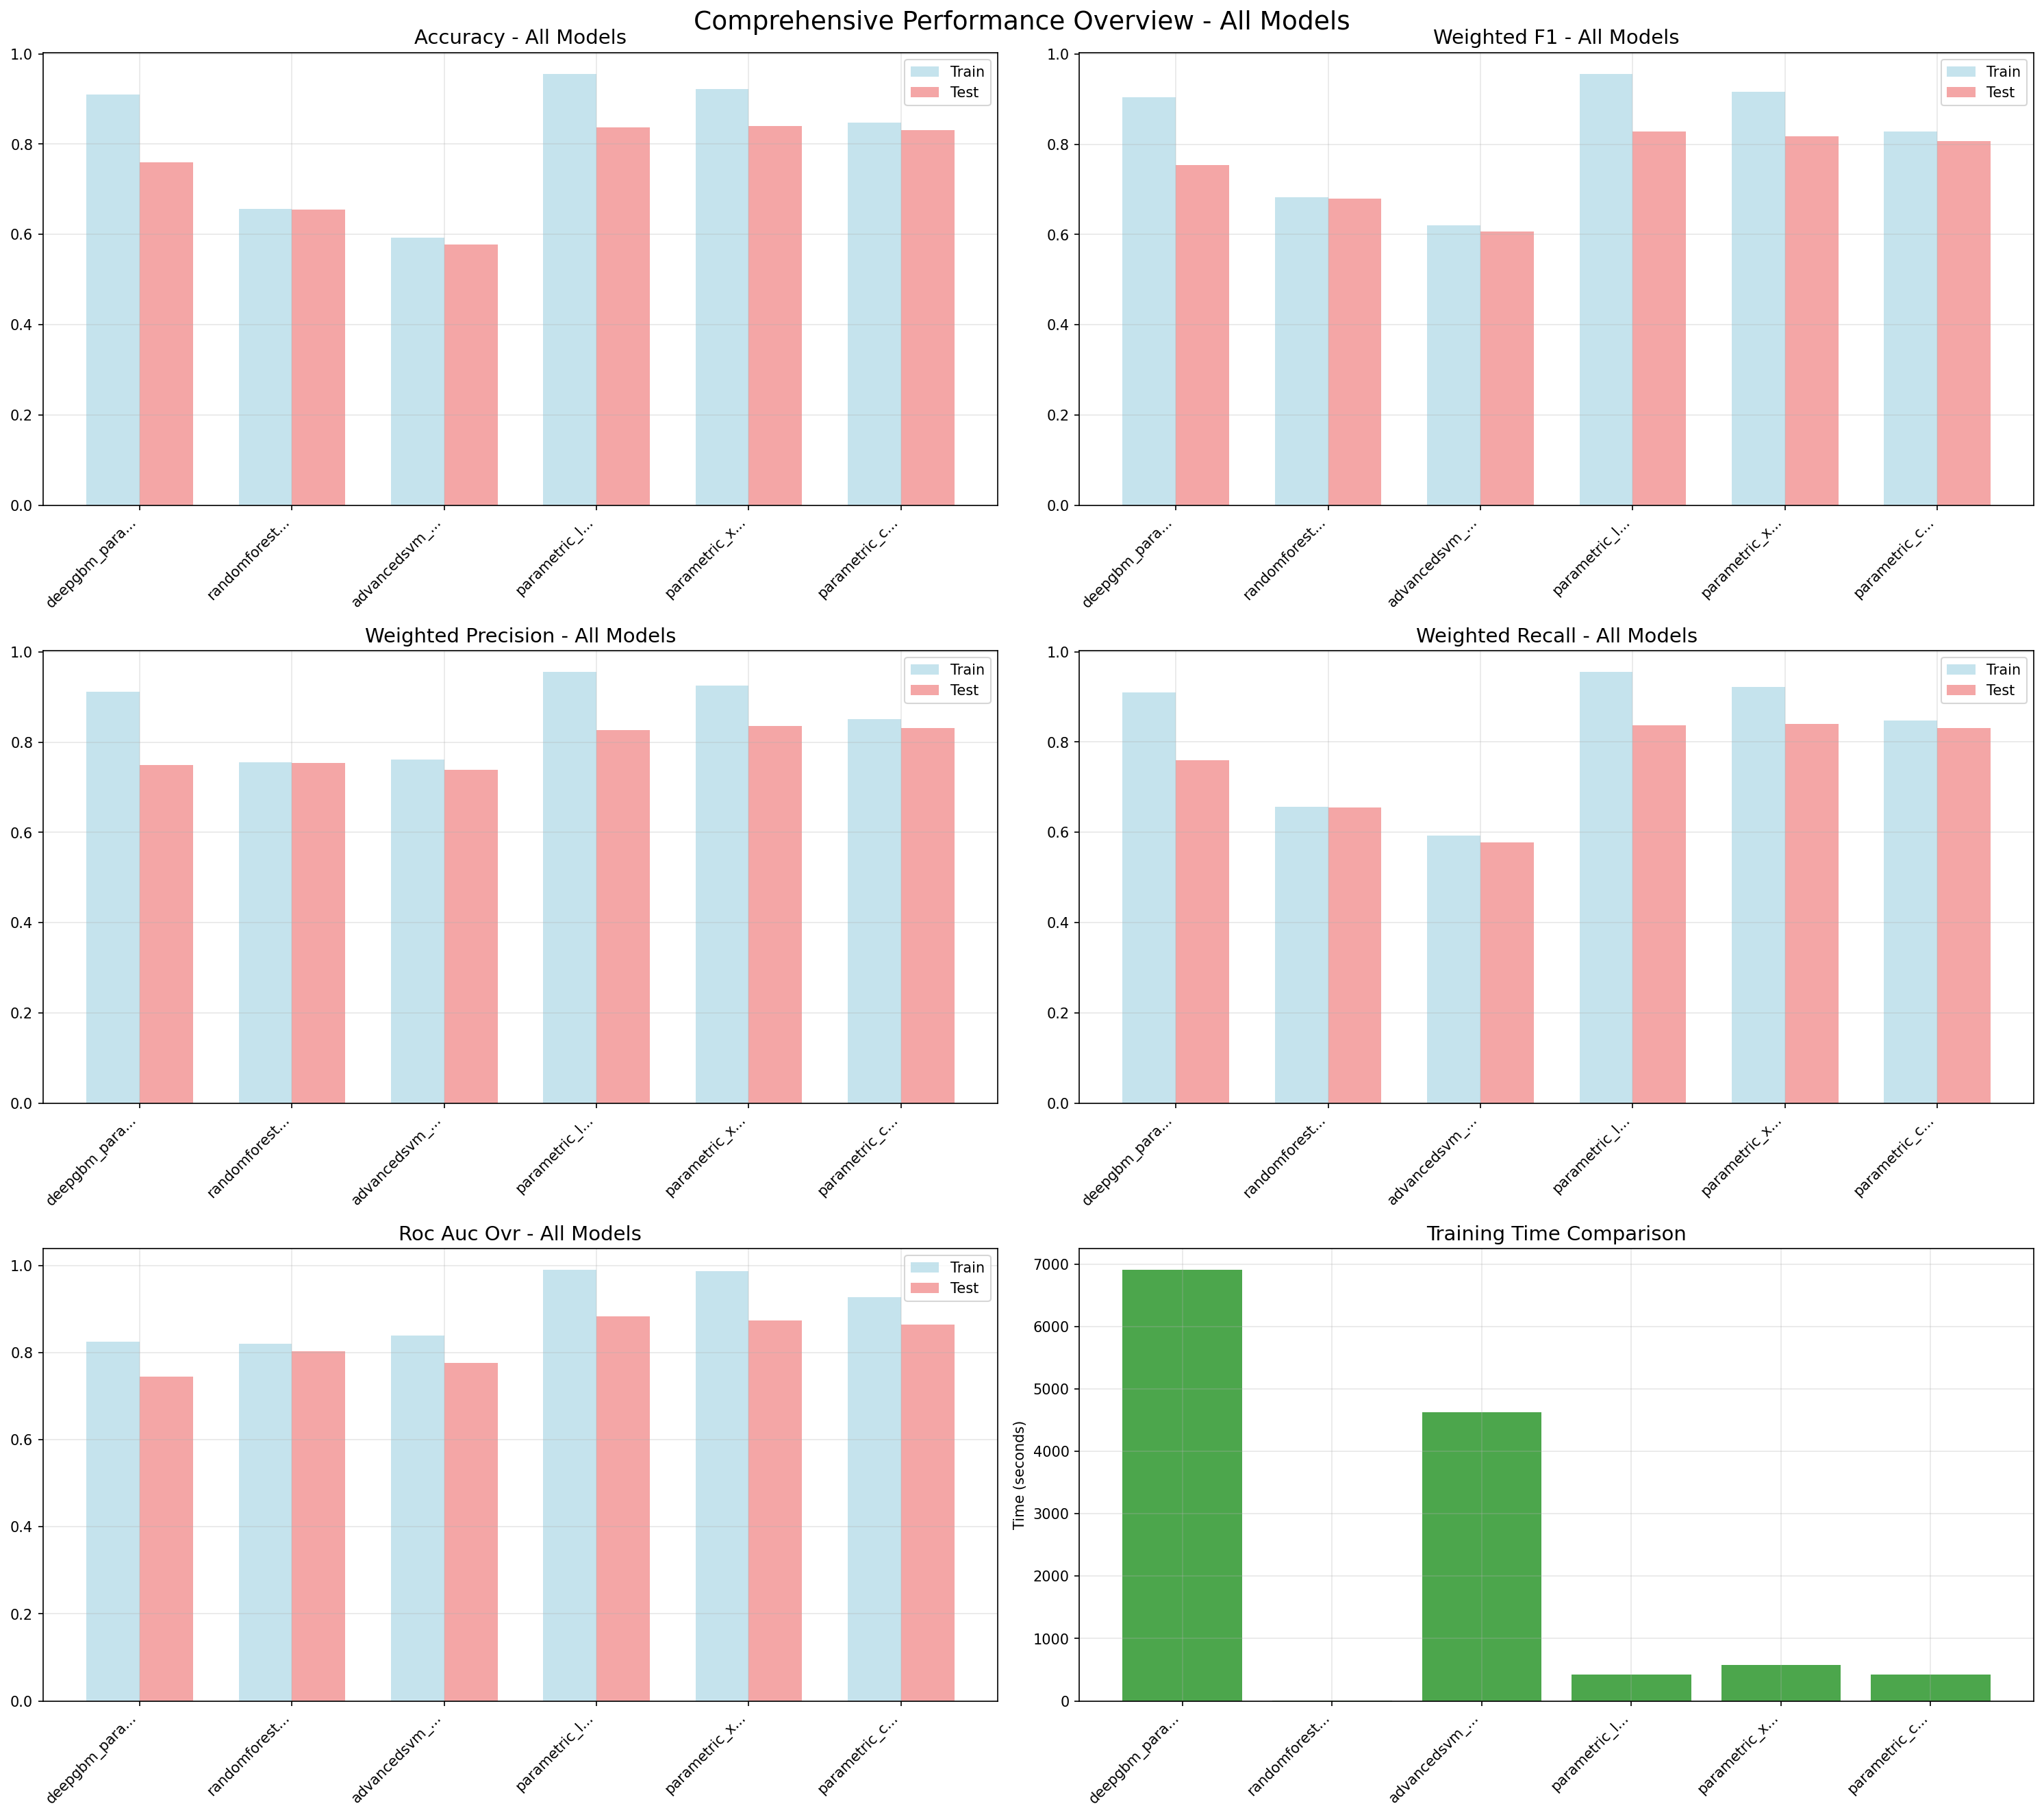 Comprehensive Performance Overview - All Models
Accuracy - All Models
1.0
0.8
0.6
0.4
0.2
0.0
Train
Test
deepgbm_para...
randomforest...
advancedsvm_...
parametric_l...
parametric_x...
parametric_c...
Weighted F1 - All Models
1.0
0.8
0.6
0.4
0.2
0.0
Train
Test
deepgbm_para...
randomforest...
advancedsvm_...
parametric_l...
parametric_x...
parametric_c...
Weighted Precision - All Models
1.0
0.8
0.6
0.4
0.2
0.0
Train
Test
deepgbm_para...
randomforest...
advancedsvm_...
parametric_l...
parametric_x...
parametric_c...
Weighted Recall - All Models
1.0
0.8
0.6
0.4
0.2
0.0
Train
Test
deepgbm_para...
randomforest...
advancedsvm_...
parametric_l...
parametric_x...
parametric_c...
Roc Auc Ovr - All Models
1.0
0.8
0.6
0.4
0.2
0.0
Train
Test
deepgbm_para...
randomforest...
advancedsvm_...
parametric_l...
parametric_x...
parametric_c...
Training Time Comparison
Time (seconds)
7000
6000
5000
4000
3000
2000
1000
0
deepgbm_para...
randomforest...
advancedsvm_...
parametric_l...
parametric_x...
parametric_c...